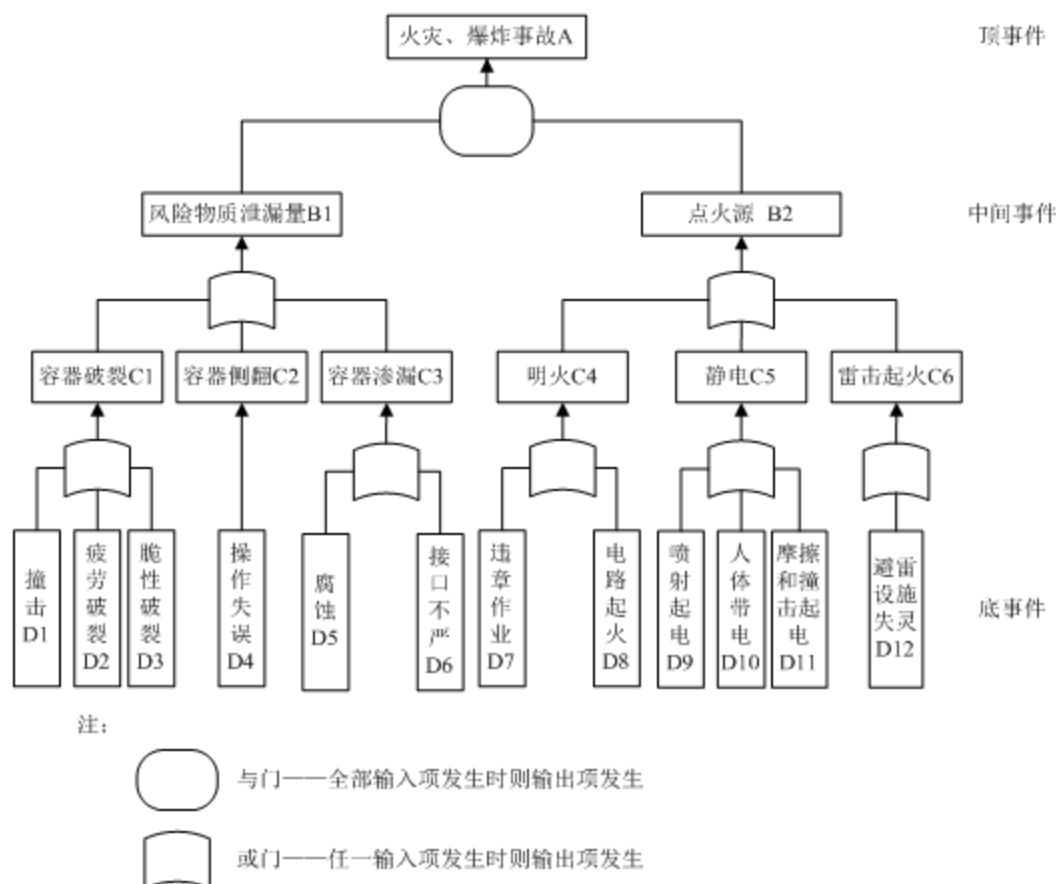 火灾、爆炸事故A
顶事件
风险物质泄漏量B1
点火源 B2
中间事件
容器破裂C1
容器侧翻C2
容器渗漏C3
明火C4
静电C5
雷击起火C6
撞击D1
疲劳破裂D2
脆性破裂D3
操作失误D4
腐蚀D5
接口不严D6
违章作业D7
电路起火D8
喷射起电D9
人体带电D10
摩擦和撞击起电D11
避雷设施失灵D12
底事件
注:
与门——全部输入项发生时则输出项发生
或门——任一输入项发生时则输出项发生